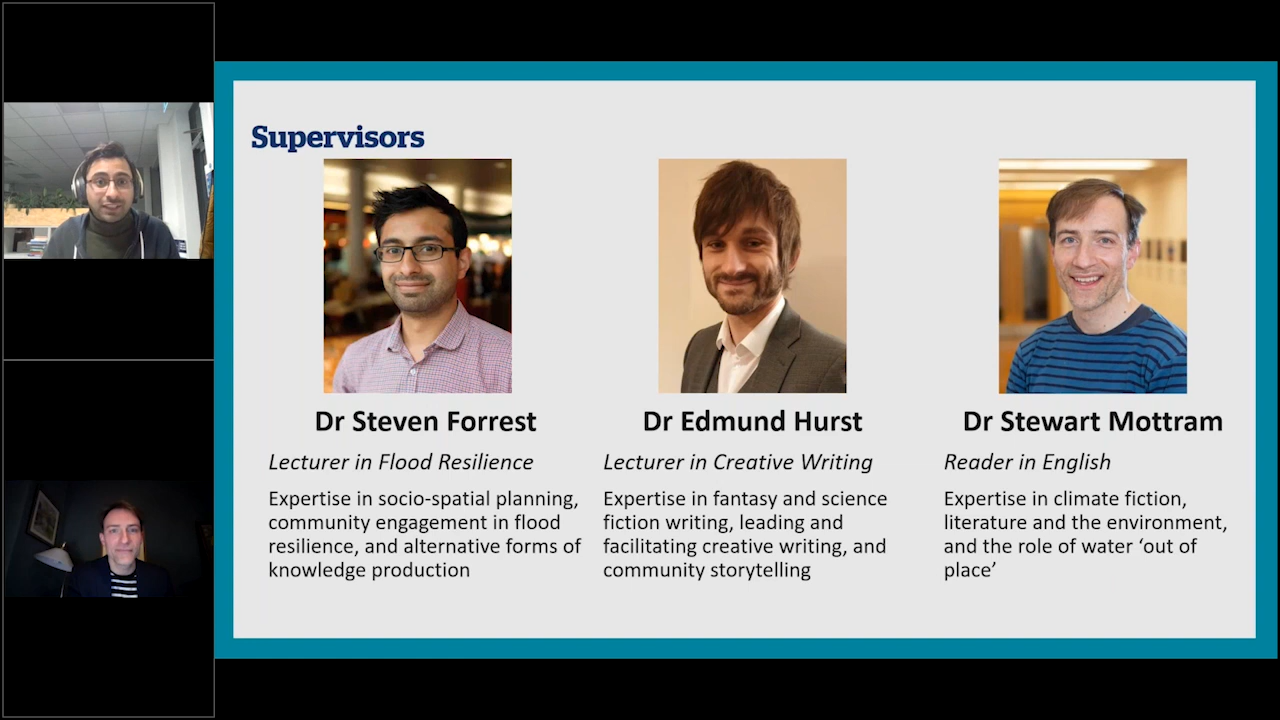 Supervisors
Dr Steven Forrest
Lecturer in Flood Resilience
Expertise in socio-spatial planning,
community engagement in flood
resilience, and alternative forms of
knowledge production
Dr Edmund Hurst
Lecturer in Creative Writing
Expertise in fantasy and science
fiction writing, leading and
facilitating creative writing, and
community storytelling
Dr Stewart Mottram
Reader in English
Expertise in climate fiction,
literature and the environment,
and the role of water ‘out of
place’